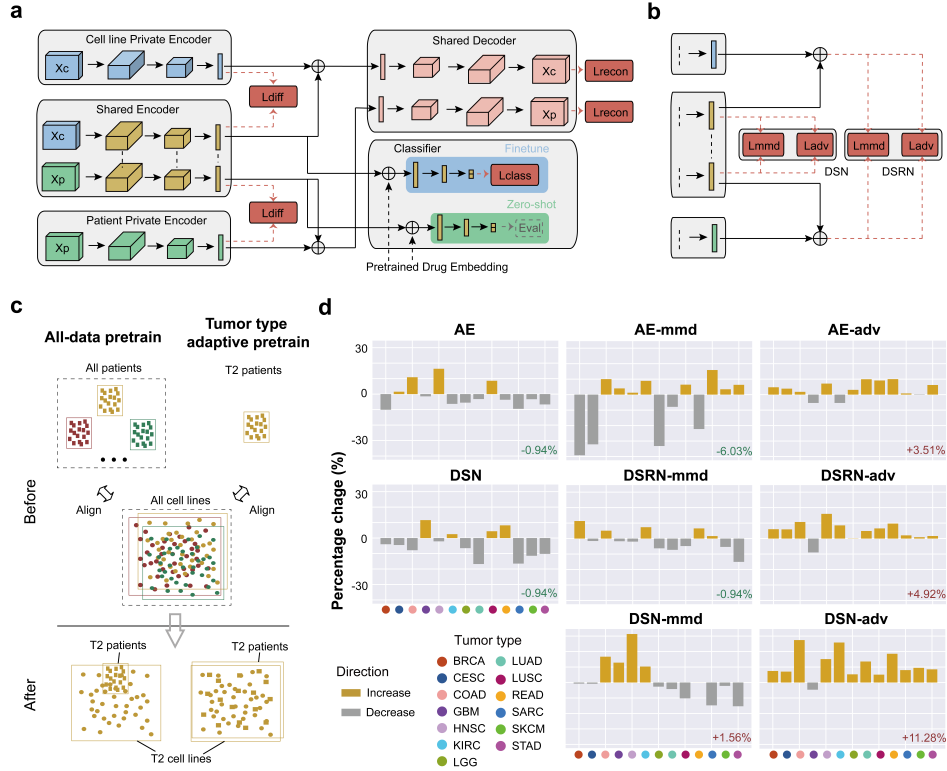 a
Cell line Private Encoder
Xc
Ldiff
Shared Encoder
Xc
Xp
Ldiff
Patient Private Encoder
Xp
Shared Decoder
Xc
Lrecon
Xp
Lrecon
Classifier
Finetune
Lclass
Zero-shot
Eval
Pretrained Drug Embedding
b
Lmmd
Ladv
Lmmd
Ladv
DSN
DSRN
c
All-data pretrain
Tumor type
adaptive pretrain
All patients
T2 patients
Before
Align
All cell lines
Align
After
T2 patients
T2 patients
T2 cell lines
d
Percentage chage (%)
AE
AE-mmd
AE-adv
30
0
-30
-0.94%
-6.03%
+3.51%
DSN
DSRN-mmd
DSRN-adv
30
0
-30
-0.94%
-0.94%
+4.92%
DSN-mmd
DSN-adv
+1.56%
+11.28%
Direction
Increase
Decrease
Tumor type
BRCA
CESC
COAD
GBM
HNSC
KIRC
LGG
LUAD
LUSC
READ
SARC
SKCM
STAD